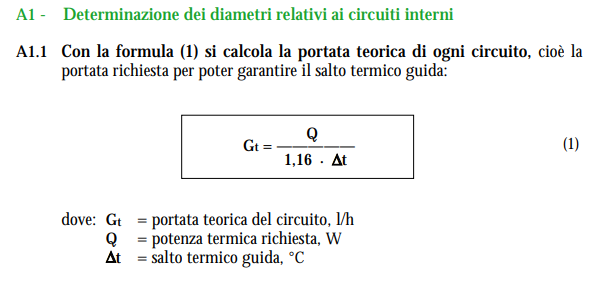 A1 - Determinazione dei diametri relativi ai circuiti interni
A1.1 Con la formula (1) si calcola la portata teorica di ogni circuito, cioè la
portata richiesta per poter garantire il salto termico guida:
Gt = Q / 1,16 · Δt (1)
dove: Gt = portata teorica del circuito, l/h
Q = potenza termica richiesta, W
Δt = salto termico guida, °C